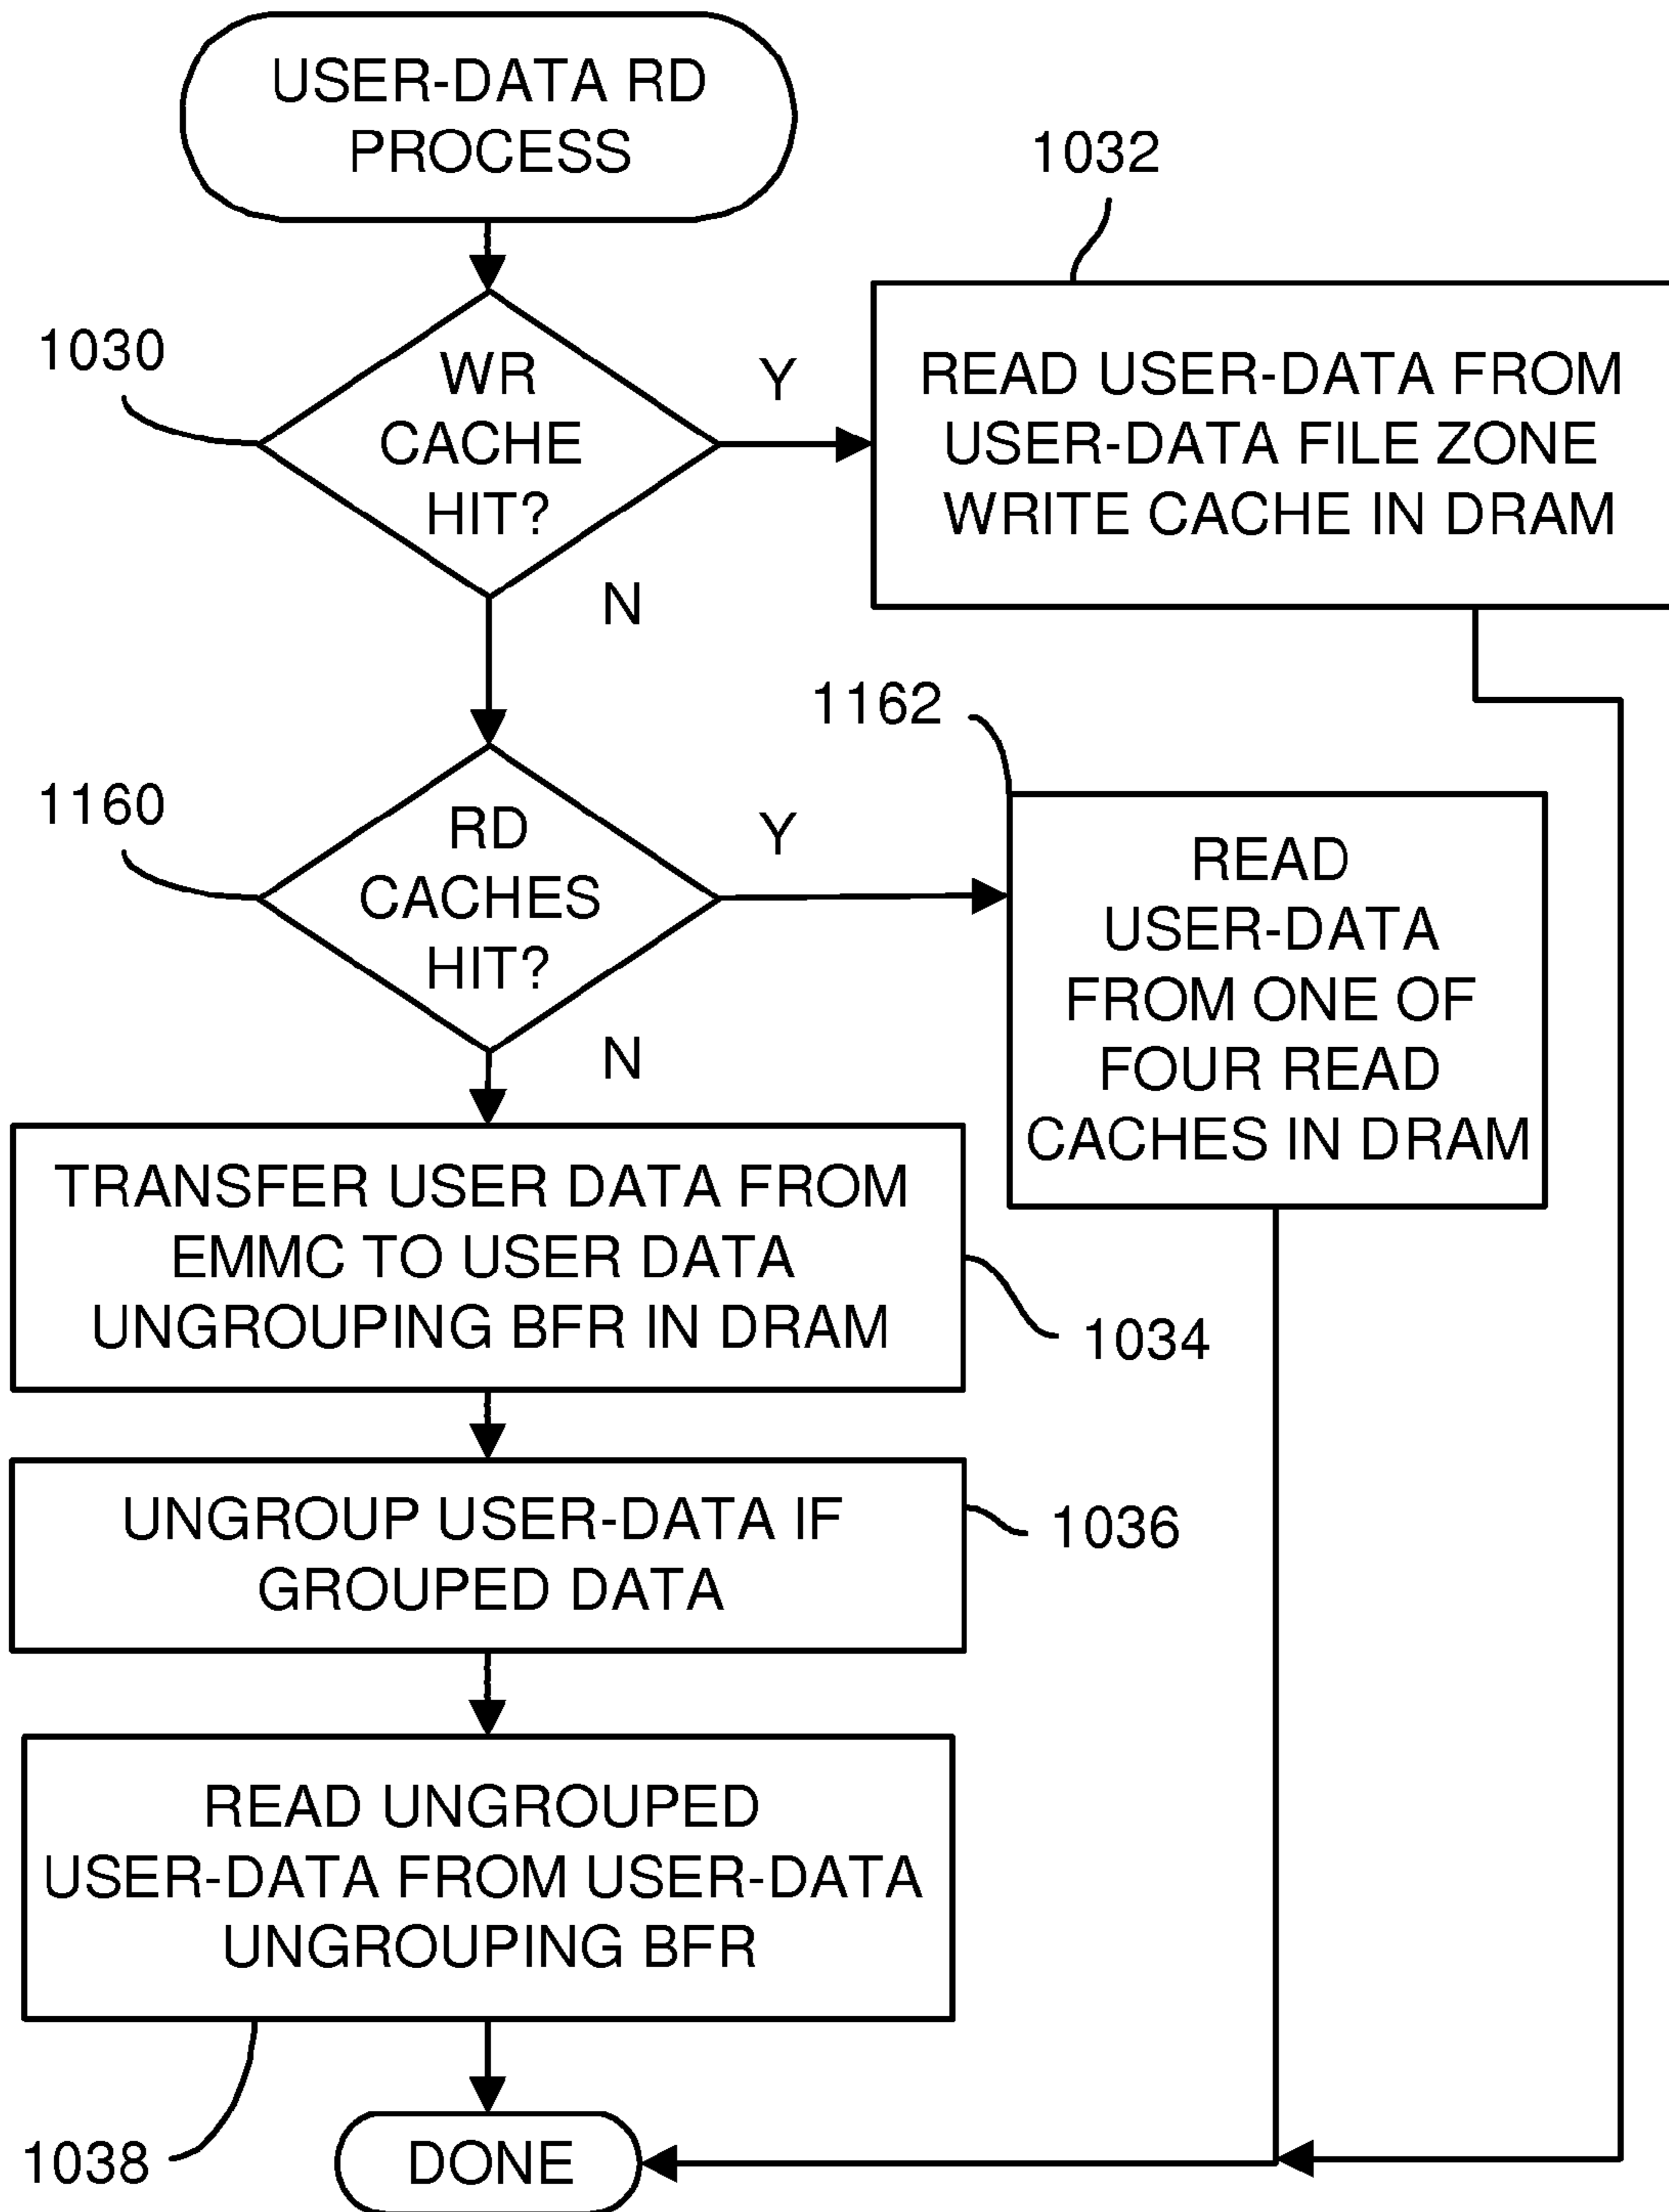 USER-DATA RD
PROCESS
1032
1030
WR
CACHE
HIT?
Y
READ USER-DATA FROM
USER-DATA FILE ZONE
WRITE CACHE IN DRAM
N
1162
1160
RD
CACHES
HIT?
Y
READ
USER-DATA
FROM ONE OF
FOUR READ
CACHES IN DRAM
N
TRANSFER USER DATA FROM
EMMC TO USER DATA
UNGROUPING BFR IN DRAM
1034
UNGROUP USER-DATA IF
GROUPED DATA
1036
READ UNGROUPED
USER-DATA FROM USER-DATA
UNGROUPING BFR
1038
DONE